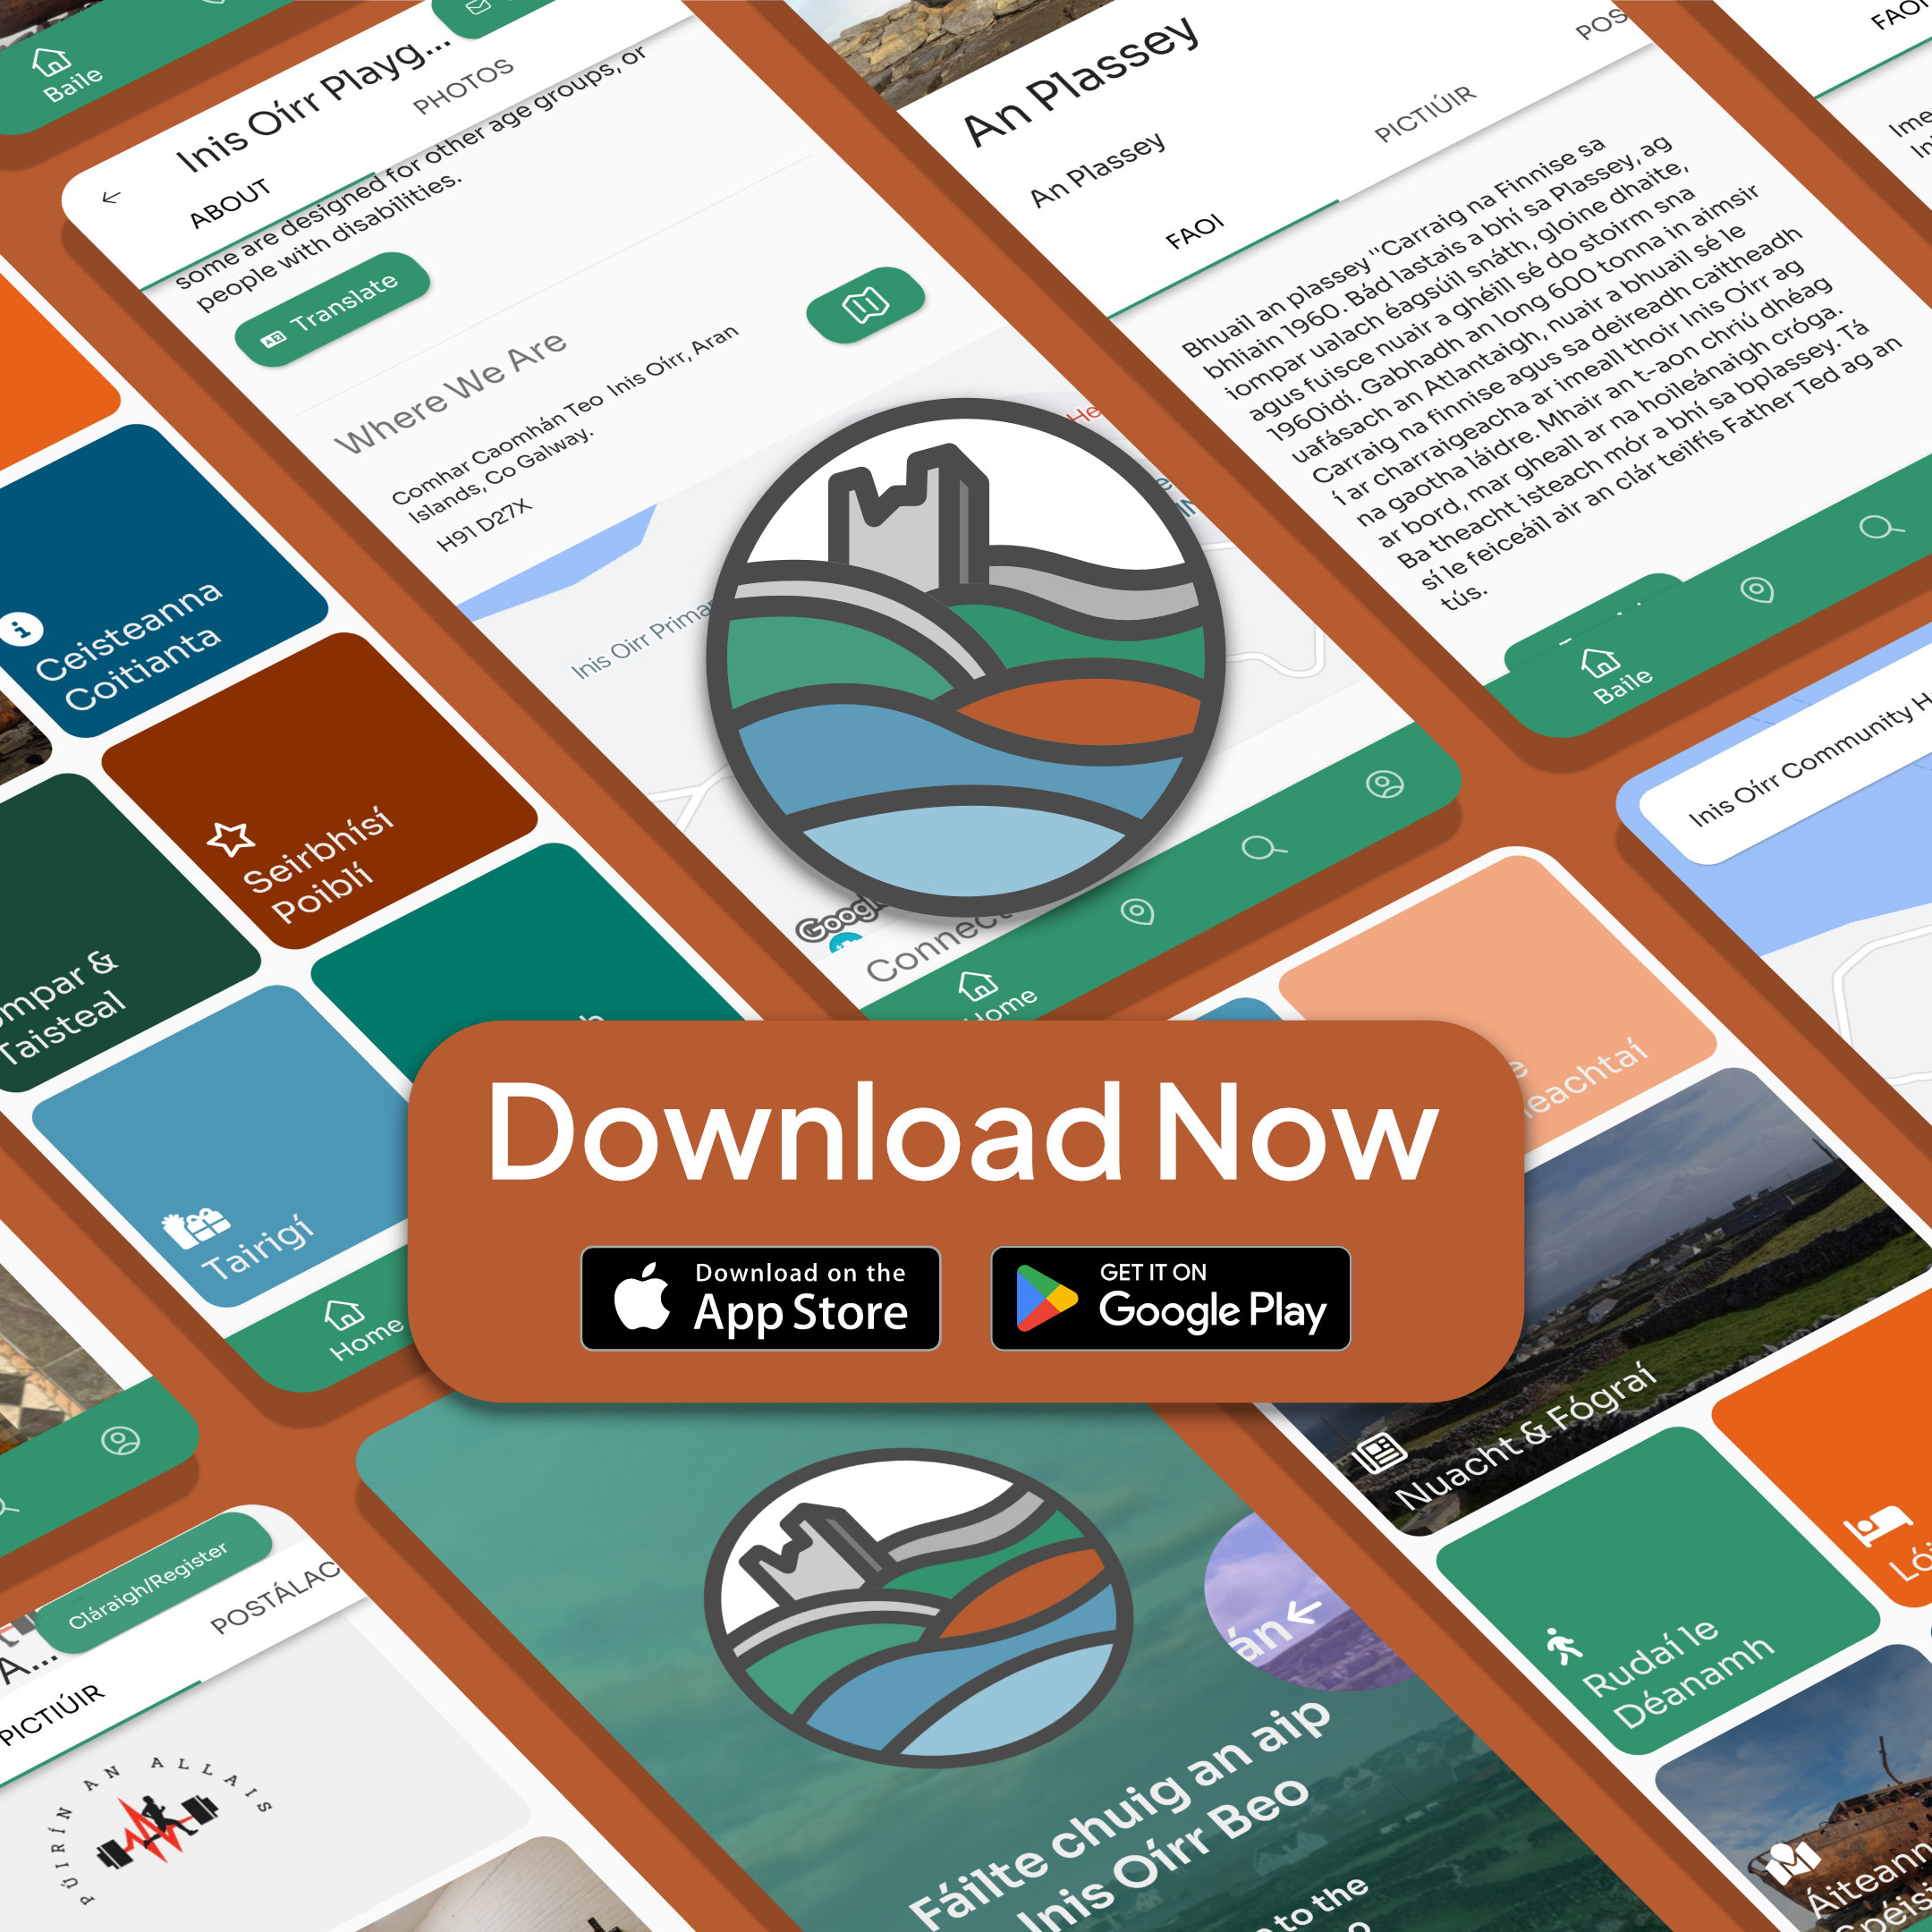 Baile
Inis Oírr Playg...
ABOUT
PHOTOS
some are designed for other age groups, or
people with disabilities.
Translate
Where We Are
Comhar Caomhán Teo Inis Oírr, Aran
Islands, Co Galway.
H91 D27X
Inis Oirr Primar
Google
Connect
Home
An Plassey
An Plassey
FAOI
PICTIÚIR
POS
Bhuail an plassey "Carraig na Finnise sa
bhliain 1960. Bád lastais a bhí sa Plassey, ag
iompar ualach éagsúil snáth, gloine dhaite,
agus fuisce nuair a ghéill sé do stoirm sna
1960idí. Gabhadh an long 600 tonna in aimsir
uafásach an Atlantaigh, nuair a bhuail sé le
Carraig na finnise agus sa deireadh caitheadh
í ar charraigeacha ar imeall thoir Inis Oírr ag
na gaotha láidre. Mhair an t-aon chriú dhéag
ar bord, mar gheall ar na hoileánaigh cróga.
Ba theacht isteach mór a bhí sa bplassey. Tá
sí le feiceáil air an clár teilfís Father Ted ag an
tús.
Baile
FAOI
Ime
Inis Oírr Community H
Ceisteanna
Coitianta
Seirbhísí
Poiblí
mpar &
Taisteal
Tairigí
Home
Download Now
Download on the
App Store
GET IT ON
Google Play
eachtaí
Nuacht & Fógraí
Rudaí le
Déanamh
Lói
Áiteann
péisi
Cláraigh/Register
A...
POSTÁLAC
PICTIÚIR
PÚIRÍN AN ALLAIS
án
Fáilte chuig an aip
Inis Oírr Beo
to the